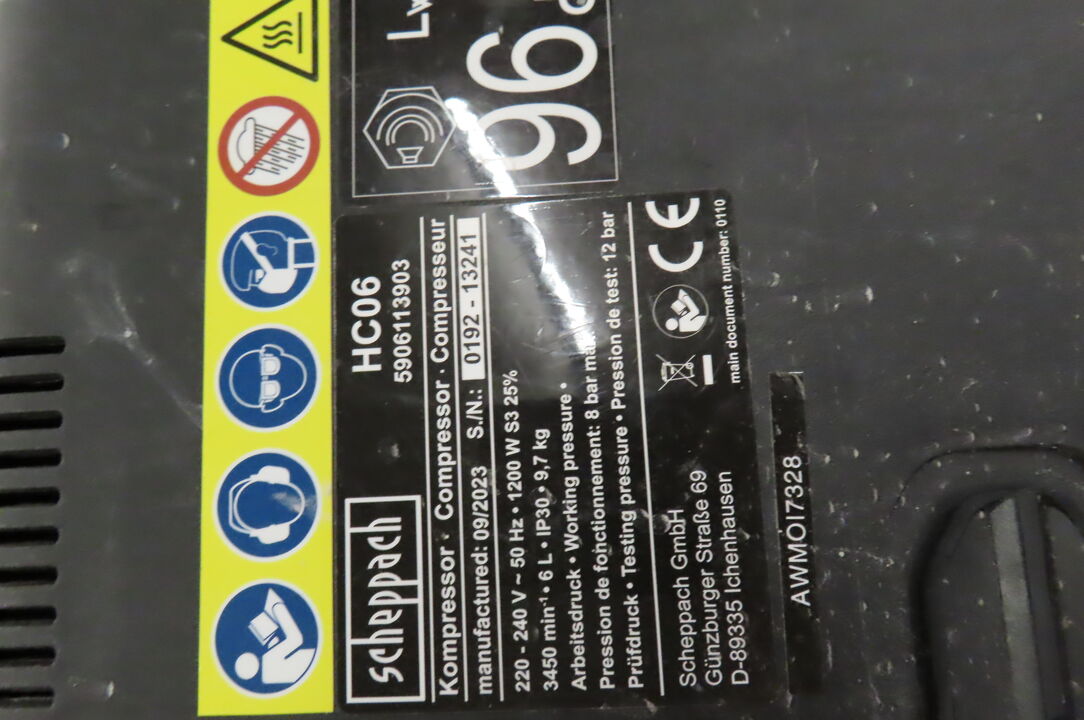 Lw
96 d
scheppach
HC06
5906113903
Kompressor · Compressor · Compresseur
manufactured: 09/2023 S./N.: 0192 - 13241
220 - 240 V ~ 50 Hz • 1200 W S3 25%
3450 min⁻¹ • 6 L • IP30 • 9,7 kg
Arbeitsdruck • Working pressure •
Pression de fonctionnement: 8 bar
Prüfdruck • Testing pressure • Pression de test: 12 bar
Scheppach GmbH
Günzburger Straße 69
D-89335 Ichenhausen
CE
main document number: 0110
AWMOI7328